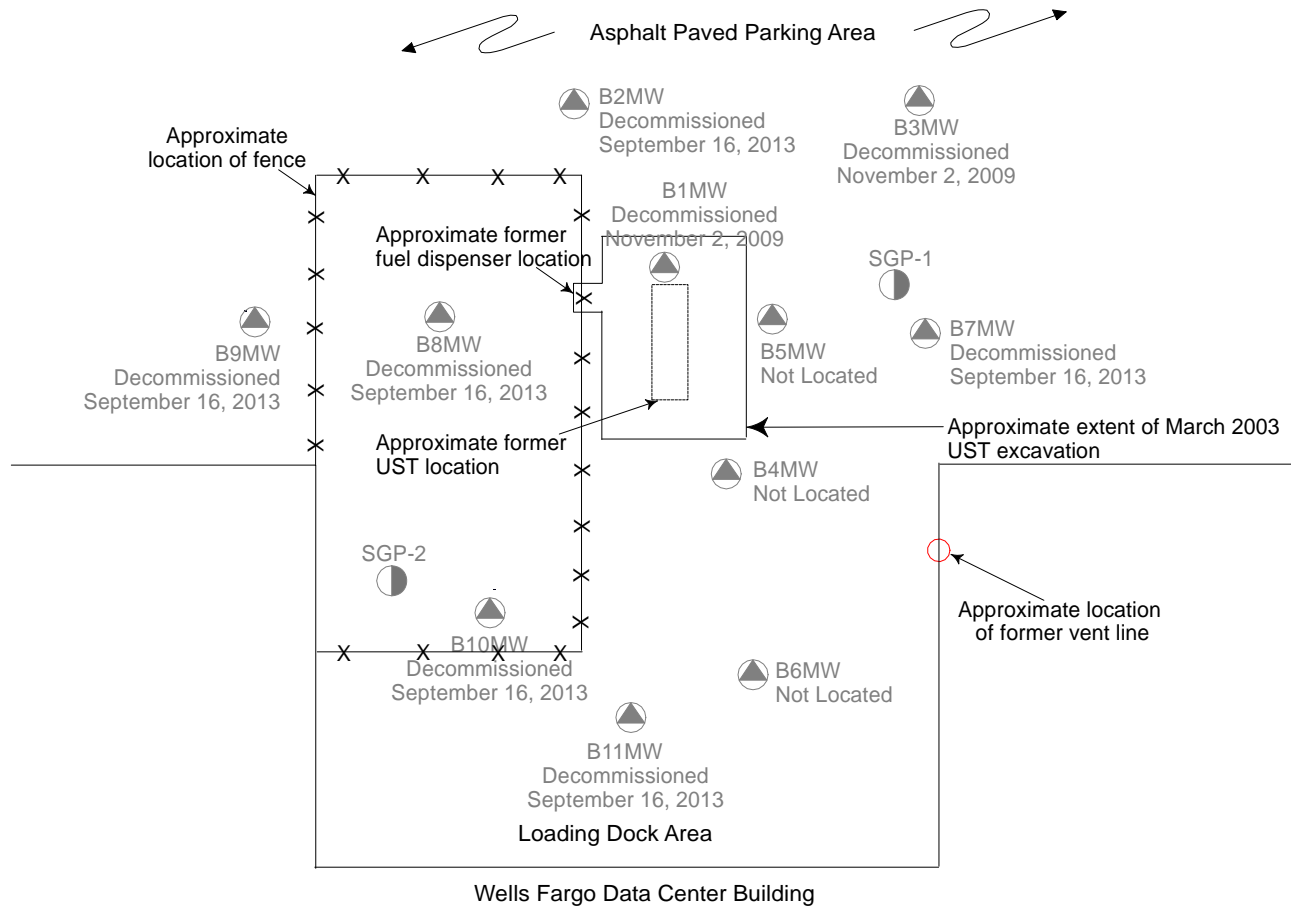 Asphalt Paved Parking Area
B2MW
Decommissioned
September 16, 2013
B3MW
Decommissioned
November 2, 2009
Approximate
location of fence
B1MW
Decommissioned
November 2, 2009
Approximate former
fuel dispenser location
SGP-1
B9MW
Decommissioned
September 16, 2013
B8MW
Decommissioned
September 16, 2013
B5MW
Not Located
B7MW
Decommissioned
September 16, 2013
Approximate former
UST location
Approximate extent of March 2003
UST excavation
B4MW
Not Located
SGP-2
Approximate location
of former vent line
B10MW
Decommissioned
September 16, 2013
B6MW
Not Located
B11MW
Decommissioned
September 16, 2013
Loading Dock Area
Wells Fargo Data Center Building